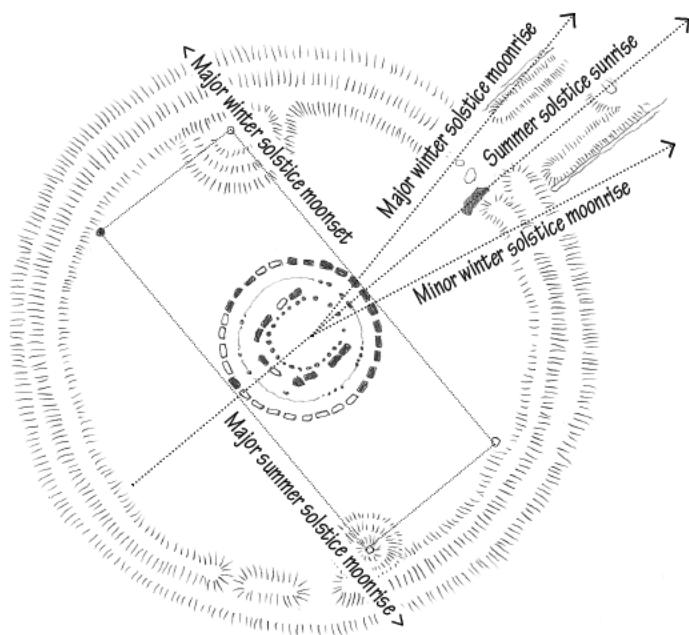 < Major winter solstice moonset
Major winter solstice moonrise
Summer solstice sunrise
Minor winter solstice moonrise
Major summer solstice moonrise >